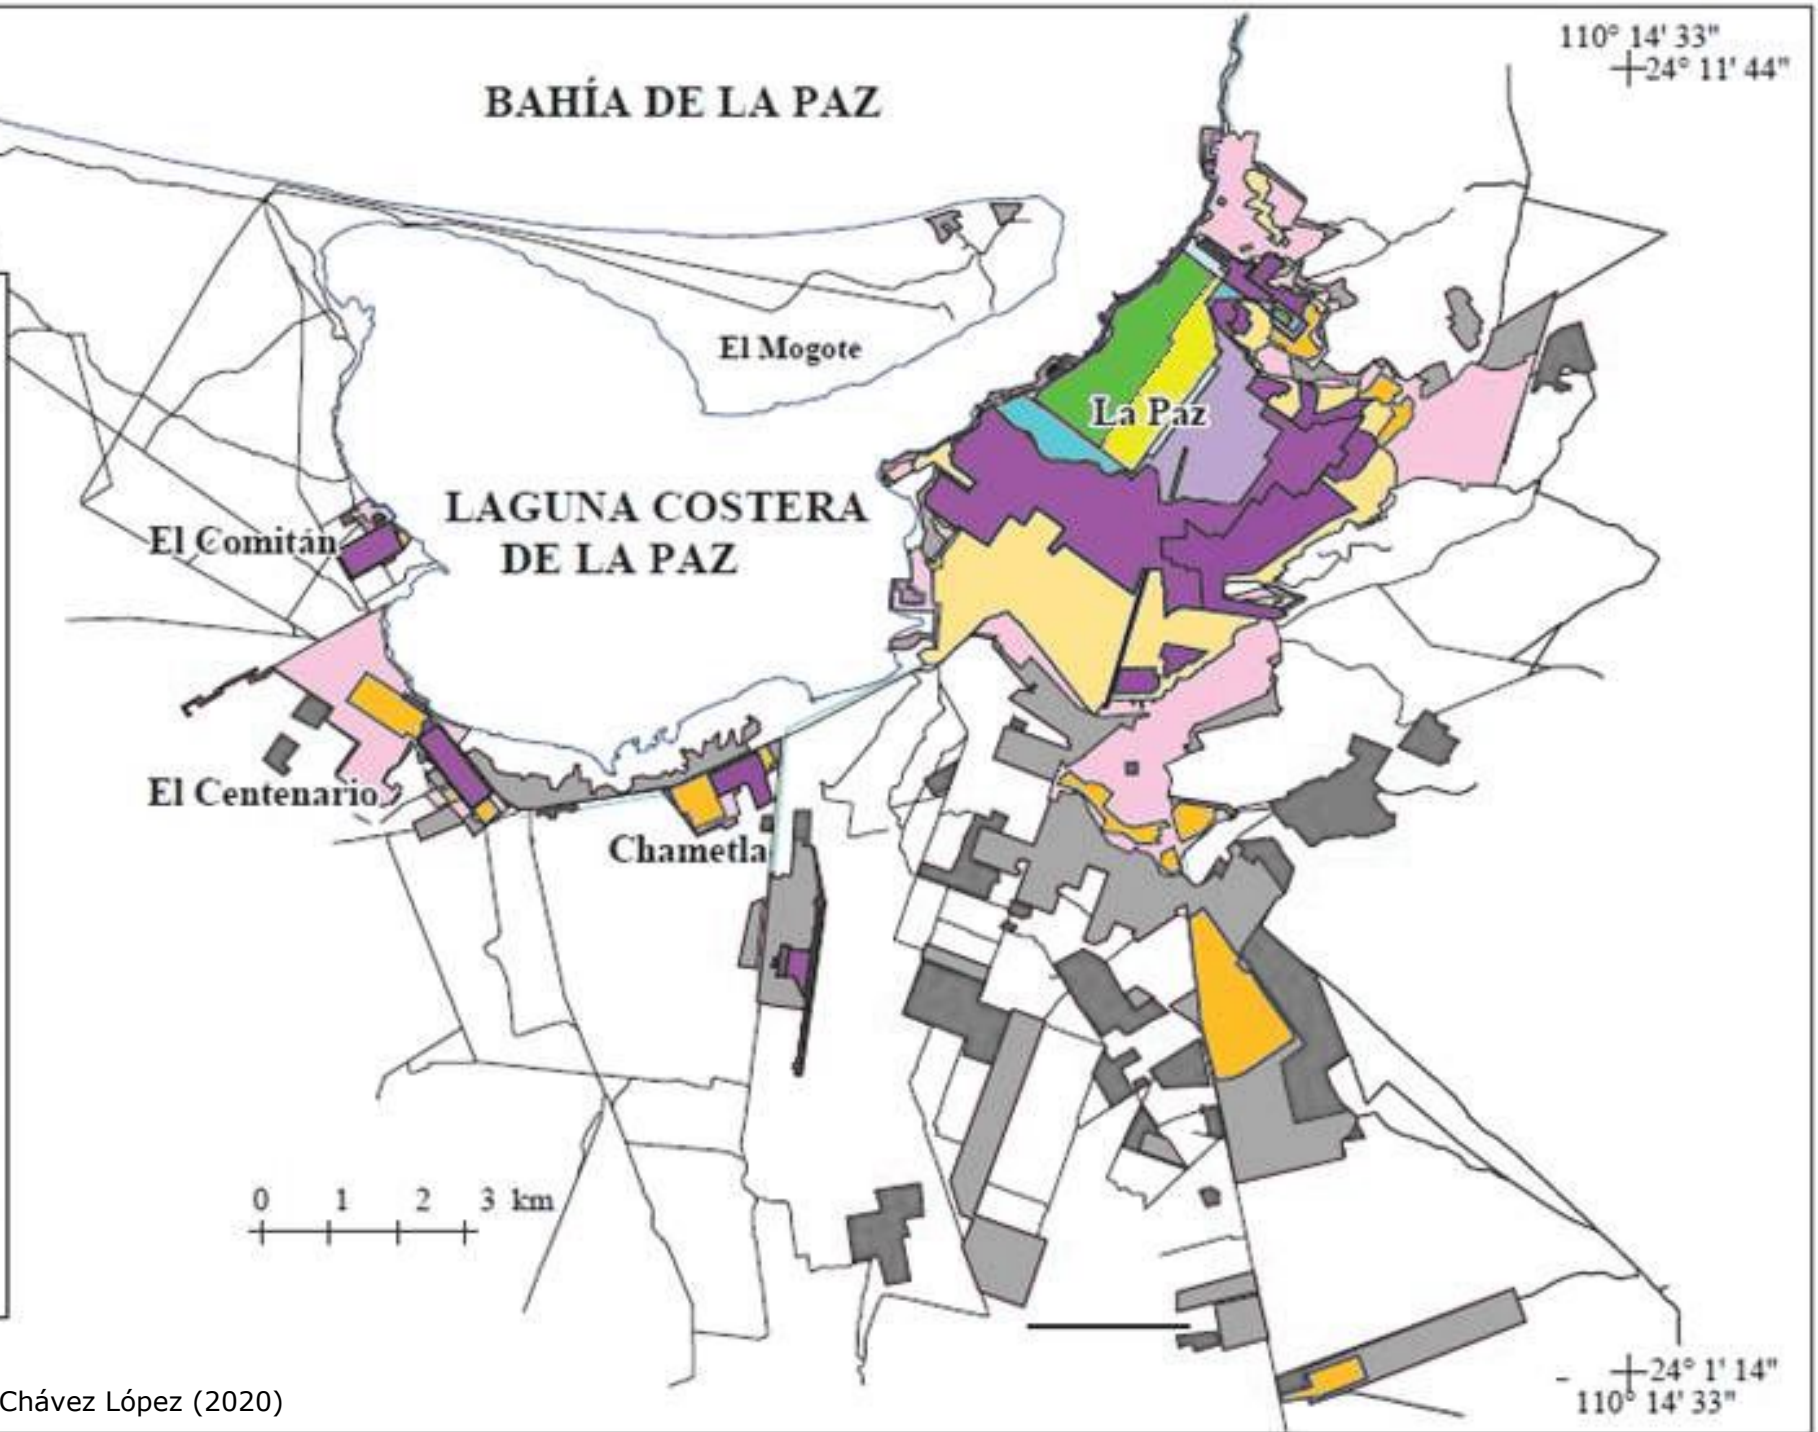 110° 14' 33"
24° 11' 44"
BAHÍA DE LA PAZ
El Mogote
La Paz
LAGUNA COSTERA
DE LA PAZ
El Comitán
El Centenario
Chametla
0 1 2 3 km
24° 1' 14"
110° 14' 33"
Chávez López (2020)